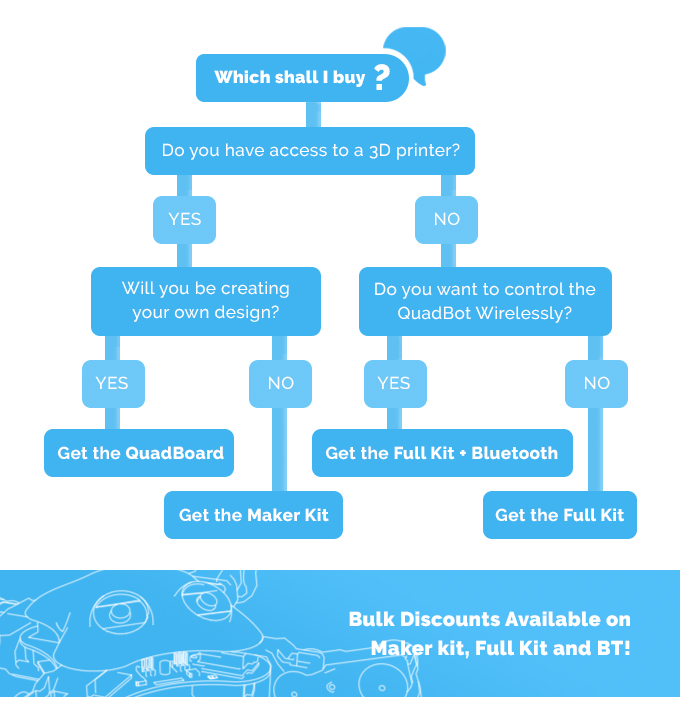 Which shall I buy ?
Do you have access to a 3D printer?
YES
NO
Will you be creating
your own design?
Do you want to control the
QuadBot Wirelessly?
YES
NO
YES
NO
Get the QuadBoard
Get the Full Kit + Bluetooth
Get the Maker Kit
Get the Full Kit
Bulk Discounts Available on
Maker kit, Full Kit and BT!